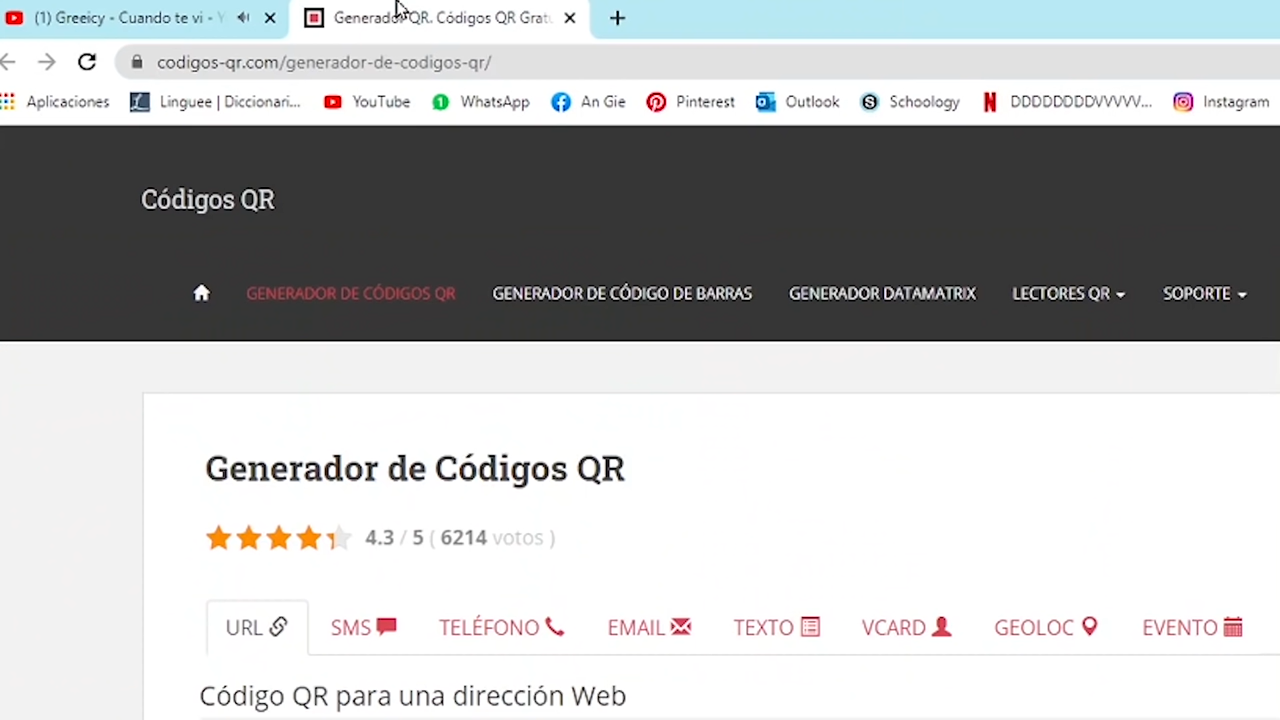 (1) Greeicy - Cuando te vi - Y
Generador QR. Códigos QR Gratu
codigos-qr.com/generador-de-codigos-qr/
Aplicaciones Linguee | Diccionari... YouTube 1 WhatsApp An Gie Pinterest Outlook Schoology DDDDDDDDVVVVV... Instagram
Códigos QR
GENERADOR DE CÓDIGOS QR GENERADOR DE CÓDIGO DE BARRAS GENERADOR DATAMATRIX LECTORES QR SOPORTE
Generador de Códigos QR
4.3 / 5 ( 6214 votos )
URL SMS TELÉFONO EMAIL TEXTO VCARD GEOLOC EVENTO
Código QR para una dirección Web